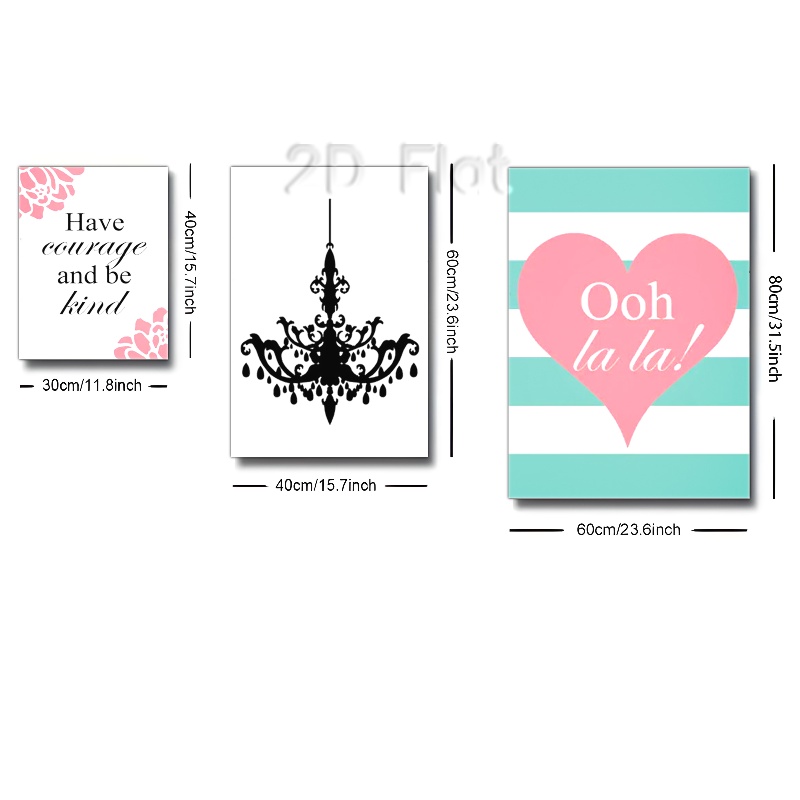 2D Flat
Have
courage
and be
kind
40cm/15.7inch
30cm/11.8inch
60cm/23.6inch
40cm/15.7inch
Ooh
la la!
80cm/31.5inch
60cm/23.6inch